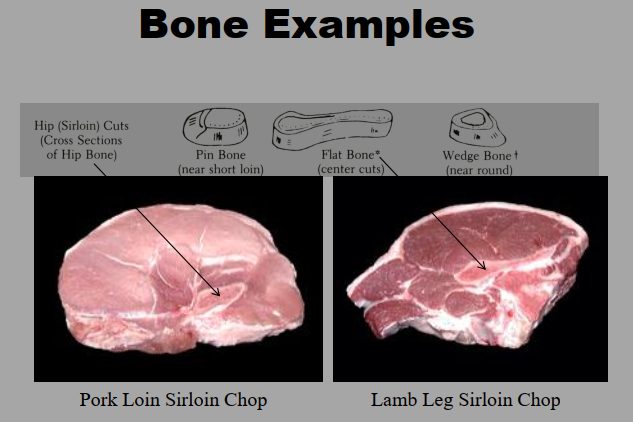 Bone Examples
Hip (Sirloin) Cuts
(Cross Sections
of Hip Bone)
Pin Bone
(near short loin)
Flat Bone*
(center cuts)
Wedge Bone†
(near round)
Pork Loin Sirloin Chop
Lamb Leg Sirloin Chop